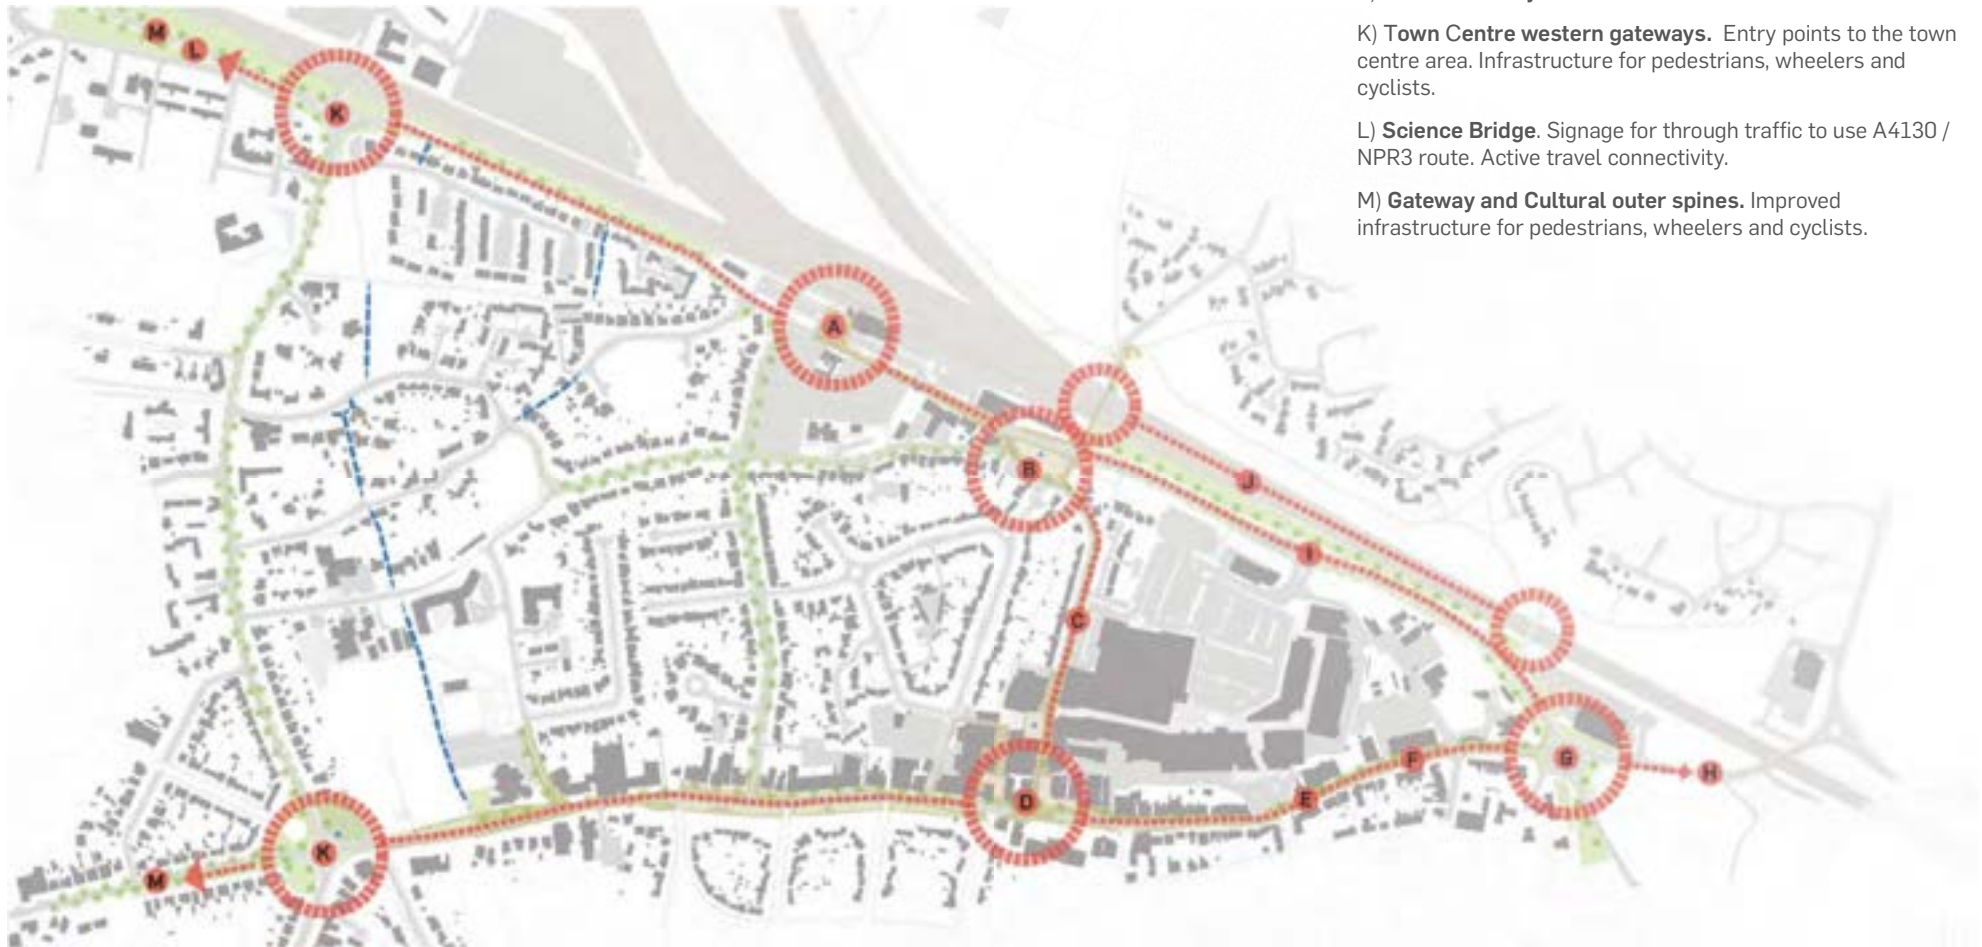 K) Town Centre western gateways. Entry points to the town
centre area. Infrastructure for pedestrians, wheelers and
cyclists.
L) Science Bridge. Signage for through traffic to use A4130 /
NPR3 route. Active travel connectivity.
M) Gateway and Cultural outer spines. Improved
infrastructure for pedestrians, wheelers and cyclists.
M
L
K
A
B
J
I
C
G
H
F
E
D
K
M